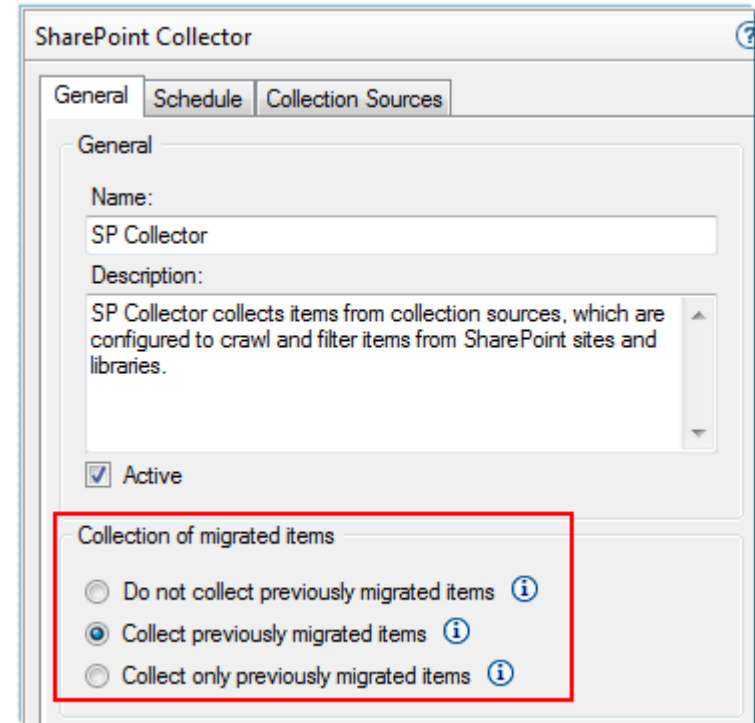 SharePoint Collector
General Schedule Collection Sources
General
Name:
SP Collector
Description:
SP Collector collects items from collection sources, which are
configured to crawl and filter items from SharePoint sites and
libraries.
Active
Collection of migrated items
Do not collect previously migrated items
Collect previously migrated items
Collect only previously migrated items